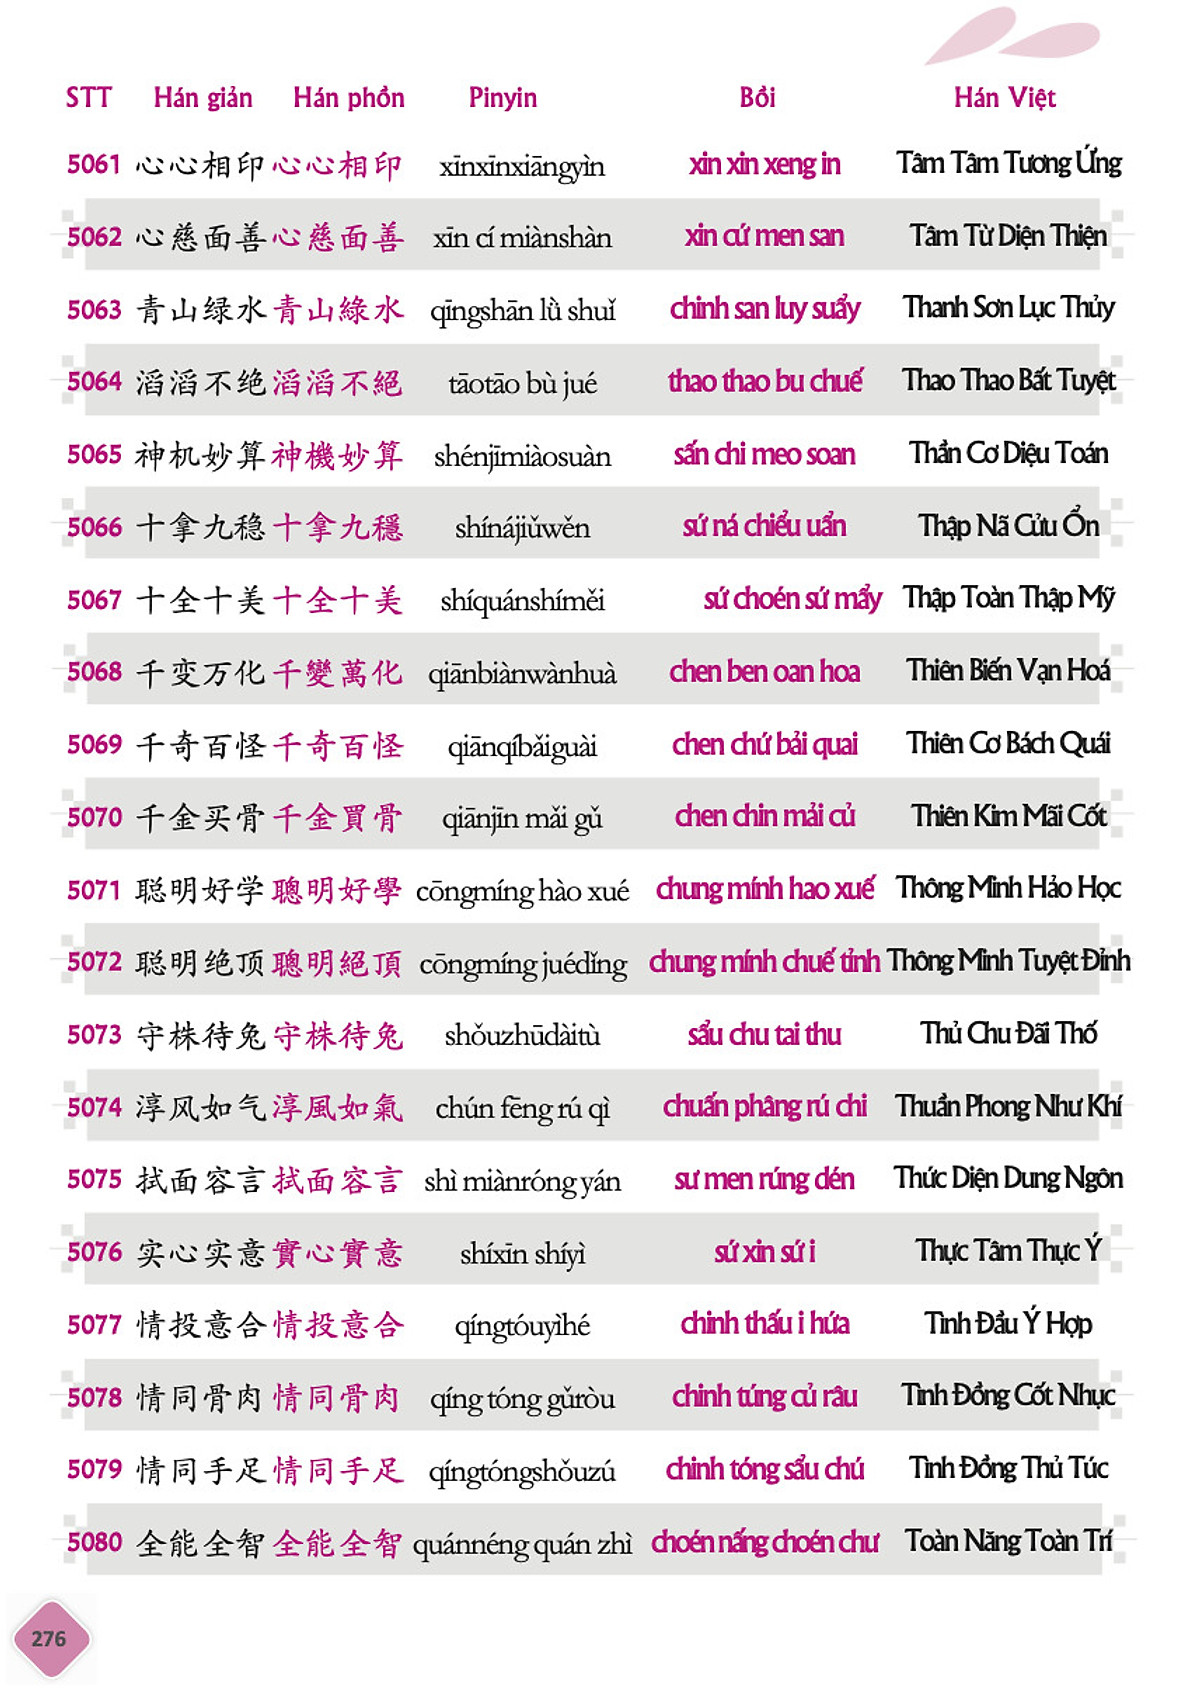 STT Hán giản Hán phồn Pinyin Bồi Hán Việt
5061 心心相印 心心相印 xīnxīnxiāngyìn xin xin xeng in Tâm Tâm Tương Ứng
5062 心慈面善 心慈面善 xīn cí miànshàn xin cứ men san Tâm Từ Diện Thiện
5063 青山绿水 青山綠水 qīngshān lǜ shuǐ chinh san luy suẩy Thanh Sơn Lục Thủy
5064 滔滔不绝 滔滔不絕 tāotāo bù jué thao thao bu chuế Thao Thao Bất Tuyệt
5065 神机妙算 神機妙算 shénjīmiàosuàn sấn chi meo soan Thần Cơ Diệu Toán
5066 十拿九稳 十拿九穩 shínájiǔwěn sứ ná chiểu uẩn Thập Nã Cửu Ổn
5067 十全十美 十全十美 shíquánshíměi sứ choén sứ mẩy Thập Toàn Thập Mỹ
5068 千变万化 千變萬化 qiānbiànwànhuà chen ben oan hoa Thiên Biến Vạn Hoá
5069 千奇百怪 千奇百怪 qiānqíbǎiguài chen chứ bải quai Thiên Cơ Bách Quái
5070 千金买骨 千金買骨 qiānjīn mǎi gǔ chen chin mải củ Thiên Kim Mãi Cốt
5071 聪明好学 聰明好學 cōngmíng hào xué chung mính hao xuế Thông Minh Hảo Học
5072 聪明绝顶 聰明絕頂 cōngmíng juédǐng chung mính chuế tỉnh Thông Minh Tuyệt Đỉnh
5073 守株待兔 守株待兔 shǒuzhūdàitù sẩu chu tai thu Thủ Chu Đãi Thố
5074 淳风如气 淳風如氣 chún fēng rú qì chuấn phâng rú chi Thuần Phong Như Khí
5075 拭面容言 拭面容言 shì miànróng yán sư men rúng dén Thức Diện Dung Ngôn
5076 实心实意 實心實意 shíxīn shíyì sứ xin sứ i Thực Tâm Thực Ý
5077 情投意合 情投意合 qíngtóuyìhé chinh thấu i hứa Tình Đầu Ý Hợp
5078 情同骨肉 情同骨肉 qíng tóng gǔròu chinh túng củ râu Tình Đồng Cốt Nhục
5079 情同手足 情同手足 qíngtóngshǒuzú chinh tóng sẩu chú Tình Đồng Thủ Túc
5080 全能全智 全能全智 quánnéng quán zhì choén nấng choén chư Toàn Năng Toàn Trí
276